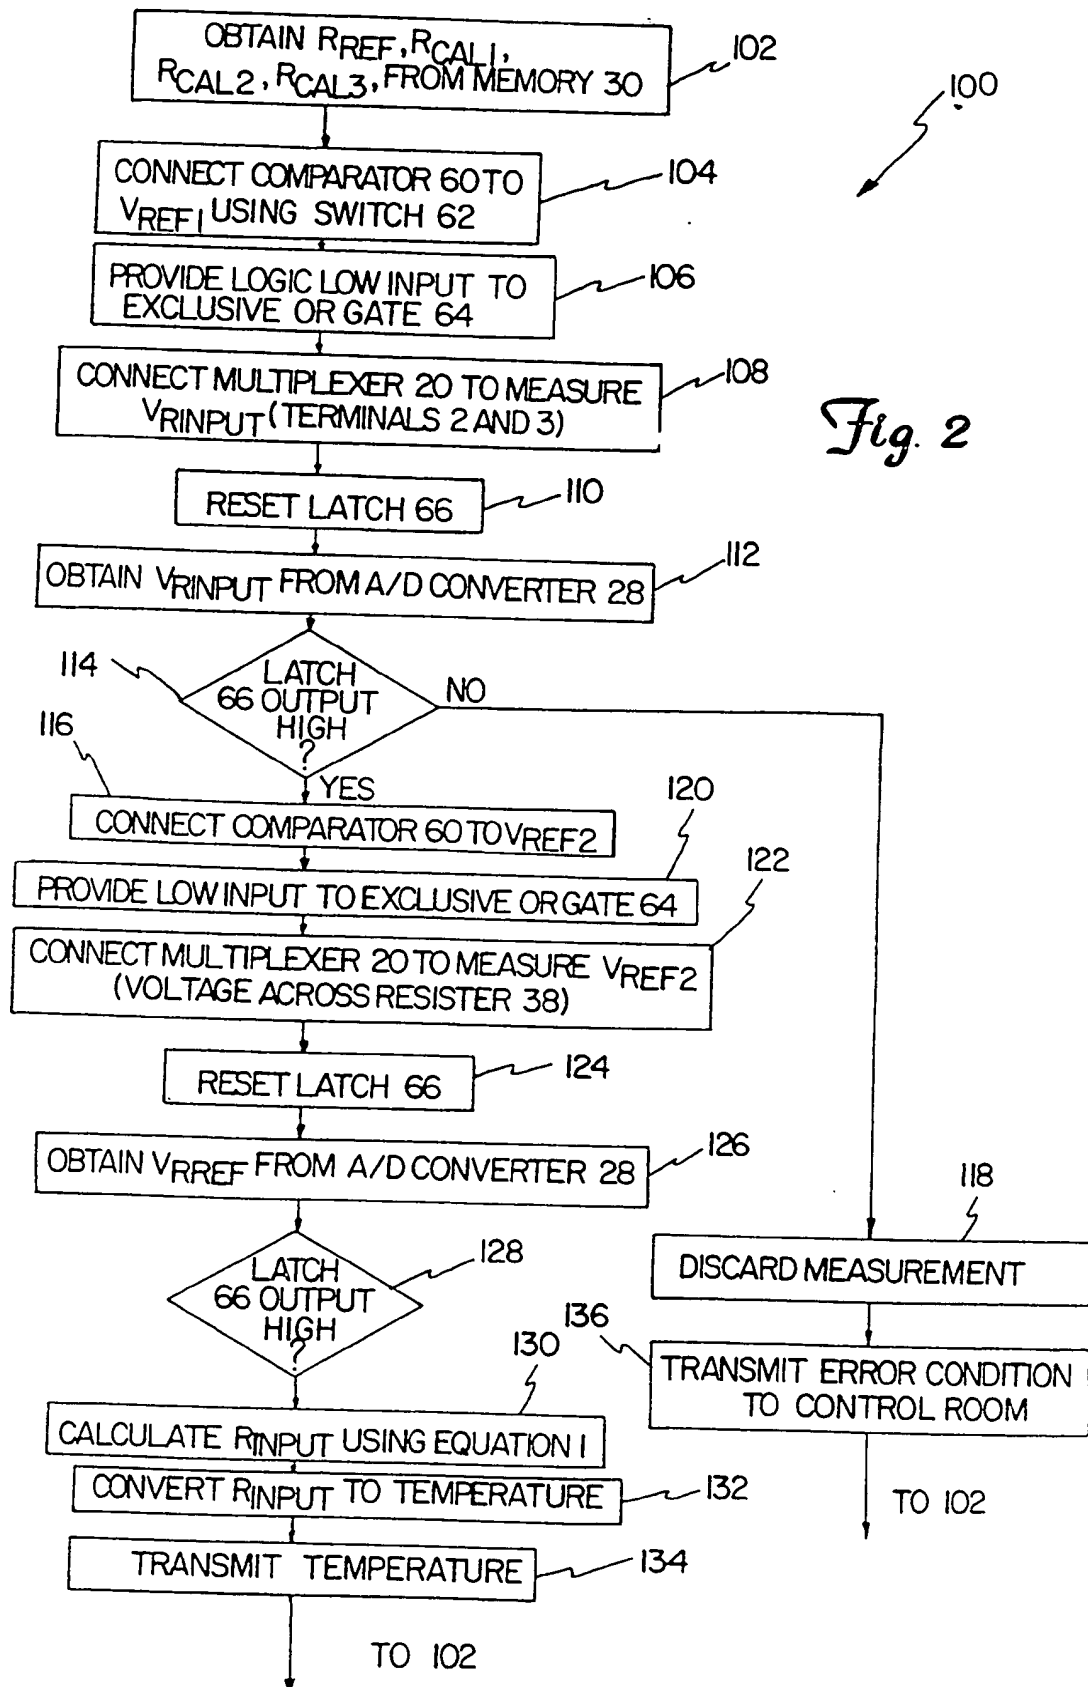 OBTAIN RREF, RCAL1,
RCAL2, RCAL3, FROM MEMORY 30
102
100
CONNECT COMPARATOR 60 TO
VREF1 USING SWITCH 62
104
PROVIDE LOGIC LOW INPUT TO
EXCLUSIVE OR GATE 64
106
CONNECT MULTIPLEXER 20 TO MEASURE
VRINPUT (TERMINALS 2 AND 3)
108
Fig. 2
RESET LATCH 66
110
OBTAIN VRINPUT FROM A/D CONVERTER 28
112
114
LATCH
66 OUTPUT
HIGH
?
NO
YES
116
CONNECT COMPARATOR 60 TO VREF2
120
PROVIDE LOW INPUT TO EXCLUSIVE OR GATE 64
122
CONNECT MULTIPLEXER 20 TO MEASURE VREF2
(VOLTAGE ACROSS RESISTER 38)
RESET LATCH 66
124
OBTAIN VRREF FROM A/D CONVERTER 28
126
118
DISCARD MEASUREMENT
LATCH
66 OUTPUT
HIGH
?
128
136
TRANSMIT ERROR CONDITION
TO CONTROL ROOM
130
CALCULATE RINPUT USING EQUATION 1
CONVERT RINPUT TO TEMPERATURE
132
TO 102
TRANSMIT TEMPERATURE
134
TO 102